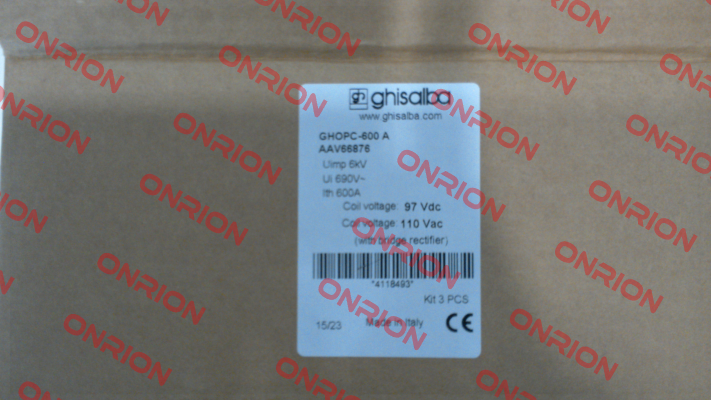 ghisalba
www.ghisalba.com
GHOPC-600 A
AAV66876
Uimp 6kV
Ui 690V~
Ith 600A
Coil voltage: 97 Vdc
Coil voltage: 110 Vac
(with bridge rectifier)
*4118493*
Kit 3 PCS
15/23 Made in Italy CE
ONRION